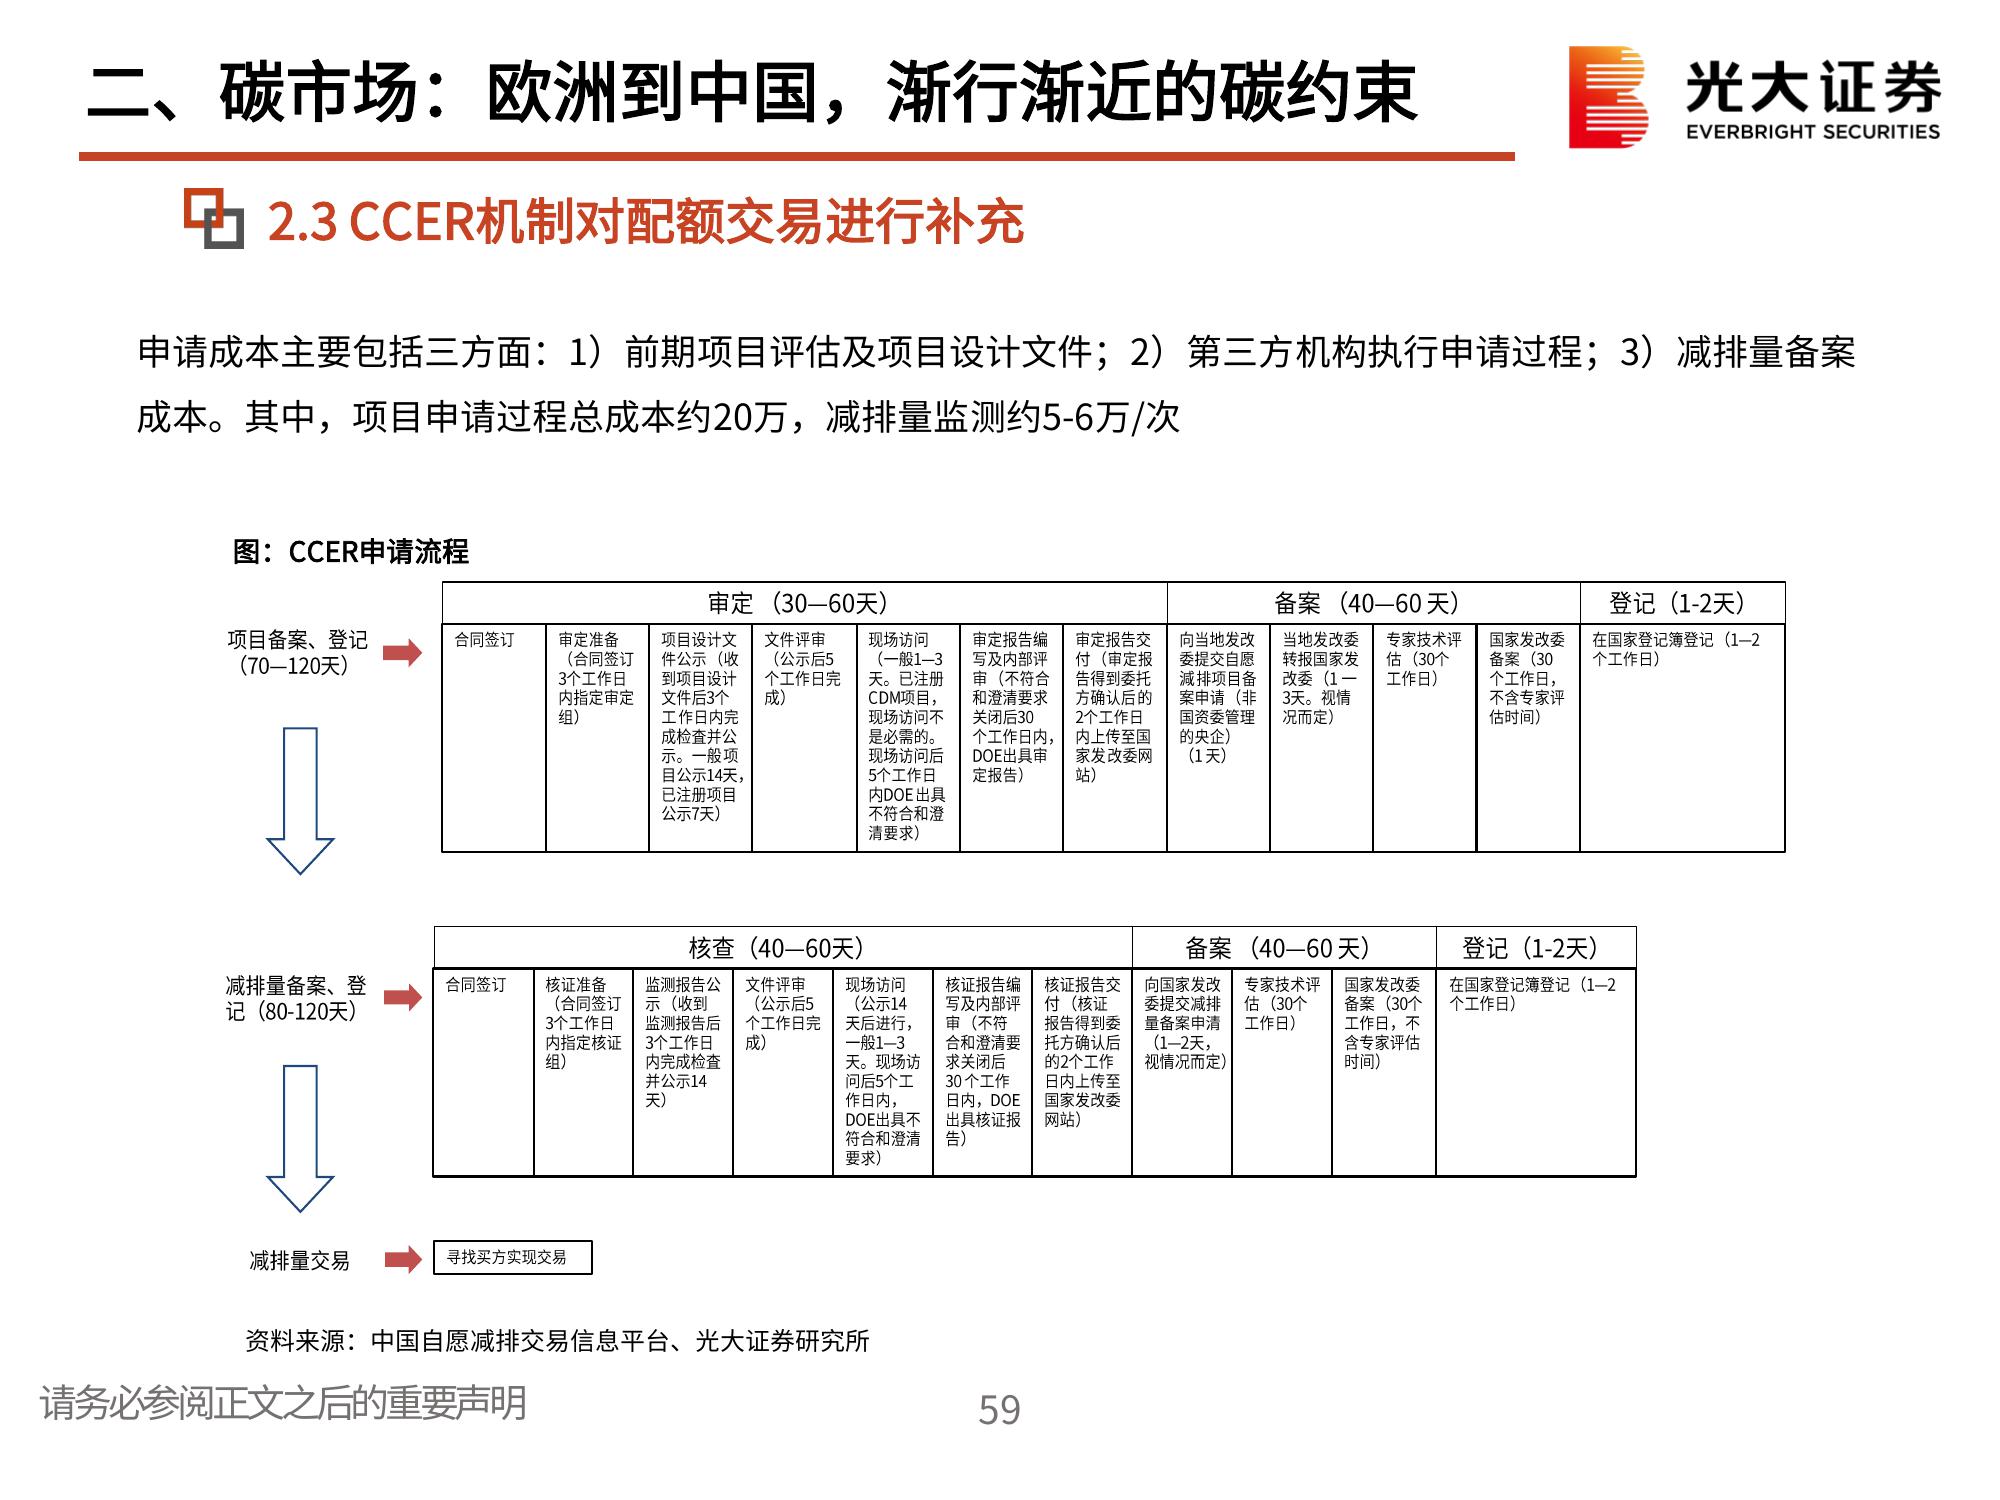 二、碳市场：欧洲到中国，渐行渐近的碳约束
光大证券
EVERBRIGHT SECURITIES
2.3 CCER机制对配额交易进行补充
申请成本主要包括三方面：1）前期项目评估及项目设计文件；2）第三方机构执行申请过程；3）减排量备案
成本。其中，项目申请过程总成本约20万，减排量监测约5-6万/次
图：CCER申请流程
项目备案、登记
（70—120天）
审定 （30—60天）
备案 （40—60 天）
登记（1-2天）
合同签订
审定准备
（合同签订
3个工作日
内指定审定
组）
项目设计文
件公示（收
到项目设计
文件后3个
工作日内完
成检查并公
示。一般项
目公示14天，
已注册项目
公示7天）
文件评审
（公示后5
个工作日完
成）
现场访问
（一般1—3
天。已注册
CDM项目，
现场访问不
是必需的。
现场访问后
5个工作日
内DOE出具
不符合和澄
清要求）
审定报告编
写及内部评
审（不符合
和澄清要求
关闭后30
个工作日内，
DOE出具审
定报告）
审定报告交
付（审定报
告得到委托
方确认后的
2个工作日
内上传至国
家发改委网
站）
向当地发改
委提交自愿
减排项目备
案申请（非
国资委管理
的央企）
（1天）
当地发改委
转报国家发
改委（1 —
3天。视情
况而定）
专家技术评
估（30个
工作日）
国家发改委
备案（30
个工作日，
不含专家评
估时间）
在国家登记簿登记（1—2
个工作日）
减排量备案、登
记（80-120天）
核查（40—60天）
备案 （40—60 天）
登记（1-2天）
合同签订
核证准备
（合同签订
3个工作日
内指定核证
组）
监测报告公
示（收到
监测报告后
3个工作日
内完成检查
并公示14
天）
文件评审
（公示后5
个工作日完
成）
现场访问
（公示14
天后进行，
一般1—3
天。现场访
问后5个工
作日内，
DOE出具不
符合和澄清
要求）
核证报告编
写及内部评
审（不符
合和澄清要
求关闭后
30个工作
日内，DOE
出具核证报
告）
核证报告交
付（核证
报告得到委
托方确认后
的2个工作
日内上传至
国家发改委
网站）
向国家发改
委提交减排
量备案申清
（1—2天，
视情况而定）
专家技术评
估（30个
工作日）
国家发改委
备案（30个
工作日，不
含专家评估
时间）
在国家登记簿登记（1—2
个工作日）
减排量交易
寻找买方实现交易
资料来源：中国自愿减排交易信息平台、光大证券研究所
请务必参阅正文之后的重要声明
59